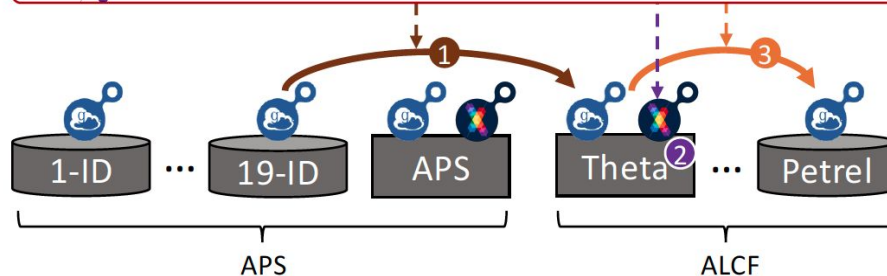 1 3
g g g g g
1-ID ... 19-ID APS Theta 2 ... Petrel
APS ALCF